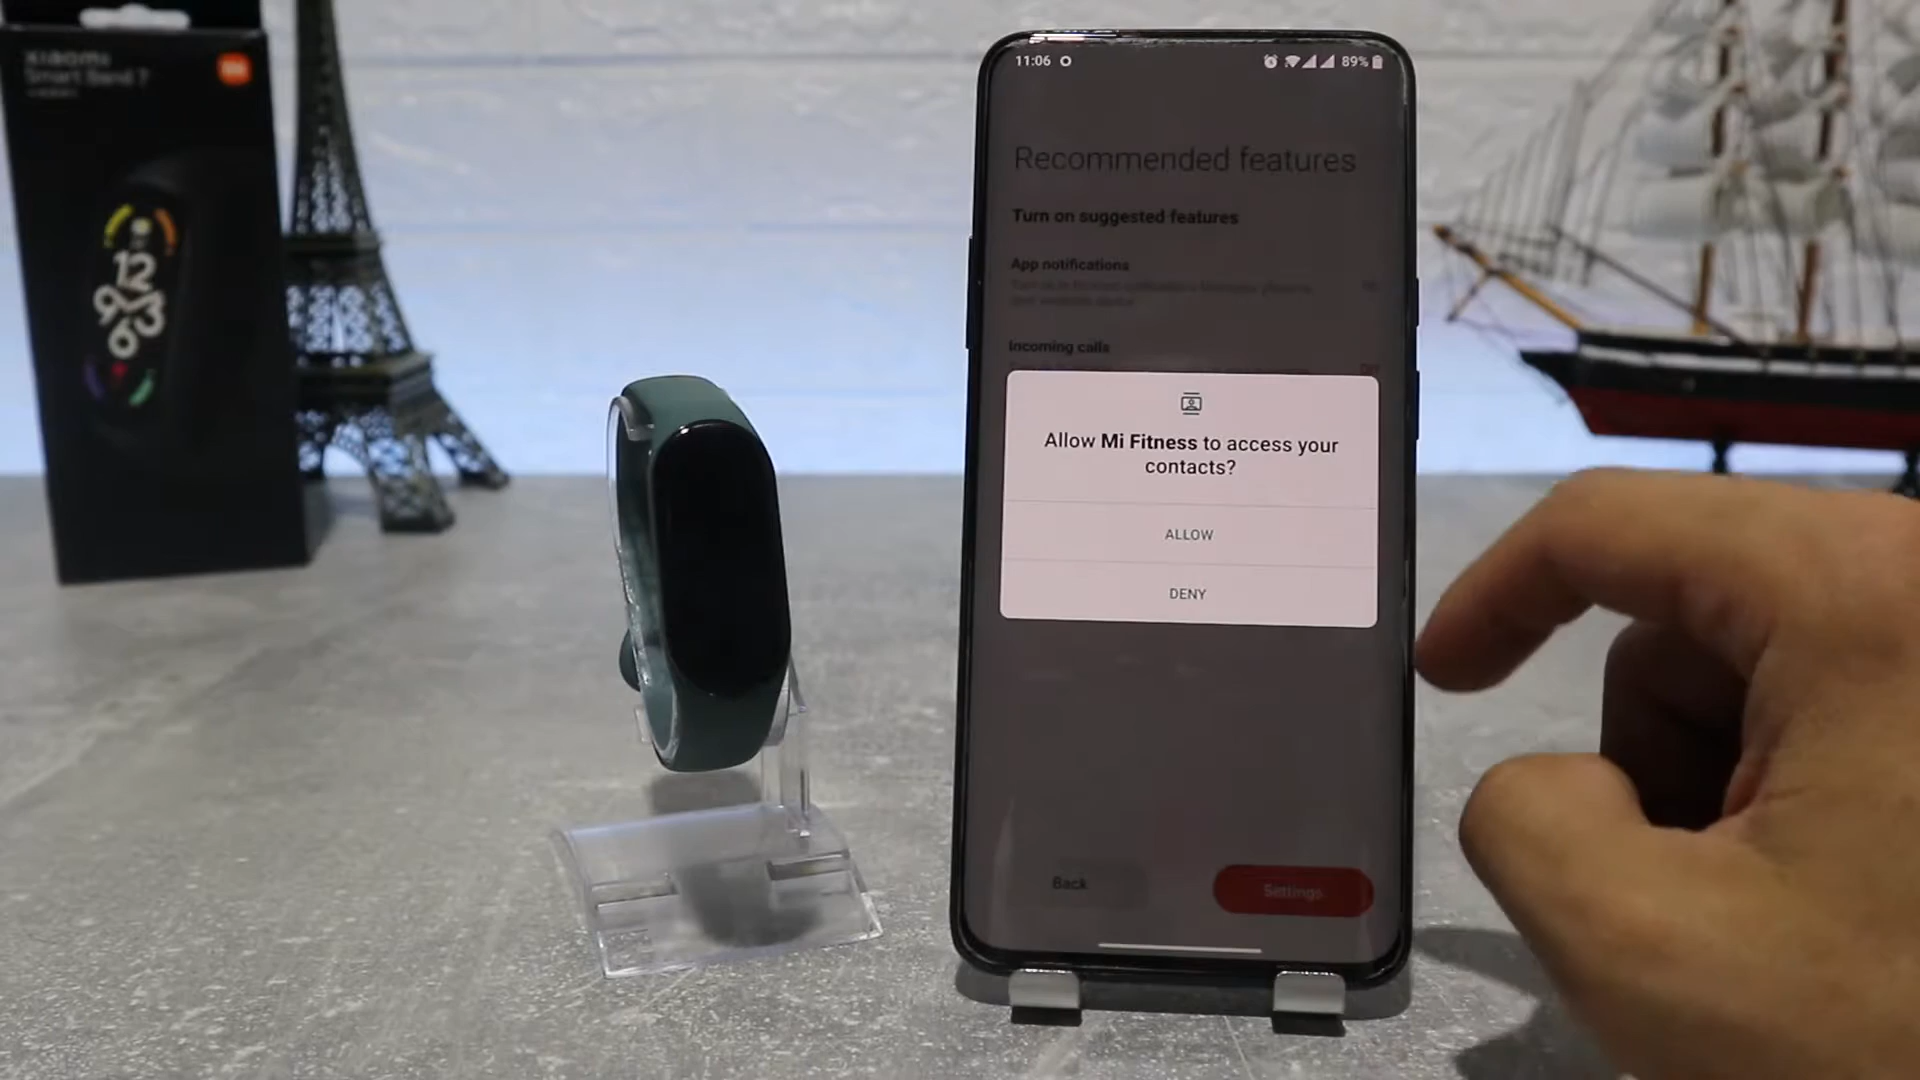 Xiaomi
Smart Band 7
12
9 3
6
11:06
89%
Recommended features
Turn on suggested features
App notifications
Incoming calls
Allow Mi Fitness to access your
contacts?
ALLOW
DENY
Back
Settings